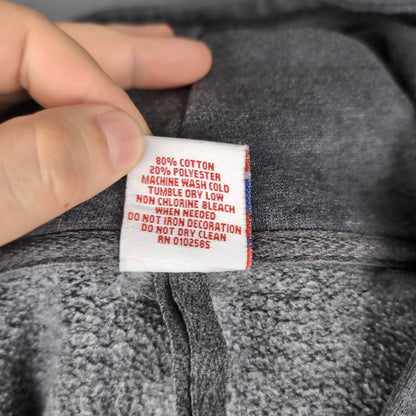 80% COTTON
20% POLYESTER
MACHINE WASH COLD
TUMBLE DRY LOW
NON CHLORINE BLEACH
WHEN NEEDED
DO NOT IRON DECORATION
DO NOT DRY CLEAN
RN 0102585